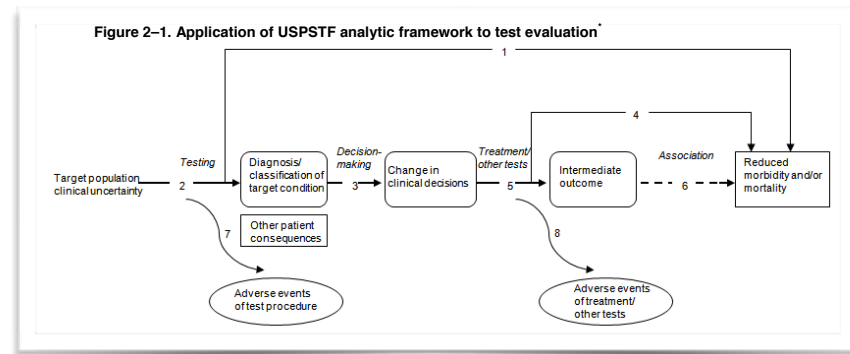 Figure 2–1. Application of USPSTF analytic framework to test evaluation*
1
4
Testing
Decision-
making
Treatment/
other tests
Association
Target population
clinical uncertainty
2
Diagnosis/
classification of
target condition
3
Change in
clinical decisions
5
Intermediate
outcome
6
Reduced
morbidity and/or
mortality
Other patient
consequences
7
8
Adverse events
of test procedure
Adverse events
of treatment/
other tests